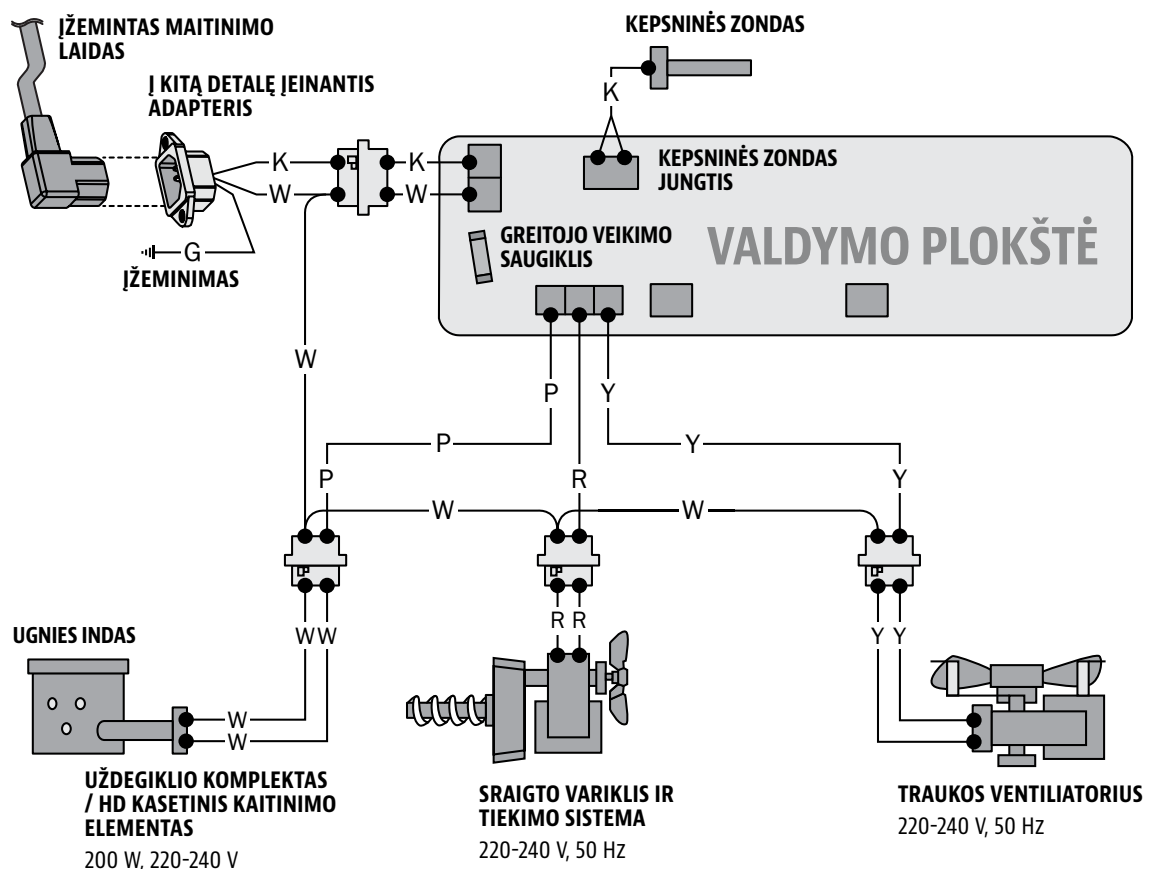 ĮŽEMINTAS MAITINIMO
LAIDAS
KEPSNINĖS ZONDAS
Į KITĄ DETALĘ ĮEINANTIS
ADAPTERIS
K
K
K
W
W
G
ĮŽEMINIMAS
KEPSNINĖS ZONDAS
JUNGTIS
GREITOJO VEIKIMO
SAUGIKLIS
VALDYMO PLOKŠTĖ
W
P
Y
P
Y
P
R
Y
W
W
W W
R R
Y Y
UGNIES INDAS
W
W
UŽDEGIKLIO KOMPLEKTAS
/ HD KASETINIS KAITINIMO
ELEMENTAS
200 W, 220-240 V
SRAIGTO VARIKLIS IR
TIEKIMO SISTEMA
220-240 V, 50 Hz
TRAUKOS VENTILIATORIUS
220-240 V, 50 Hz